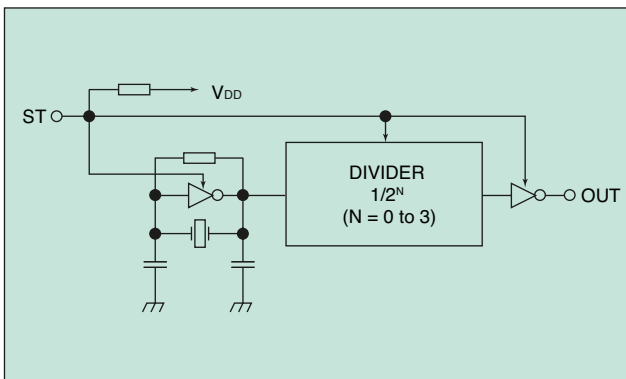 VDD
ST
DIVIDER
1/2N
(N = 0 to 3)
OUT